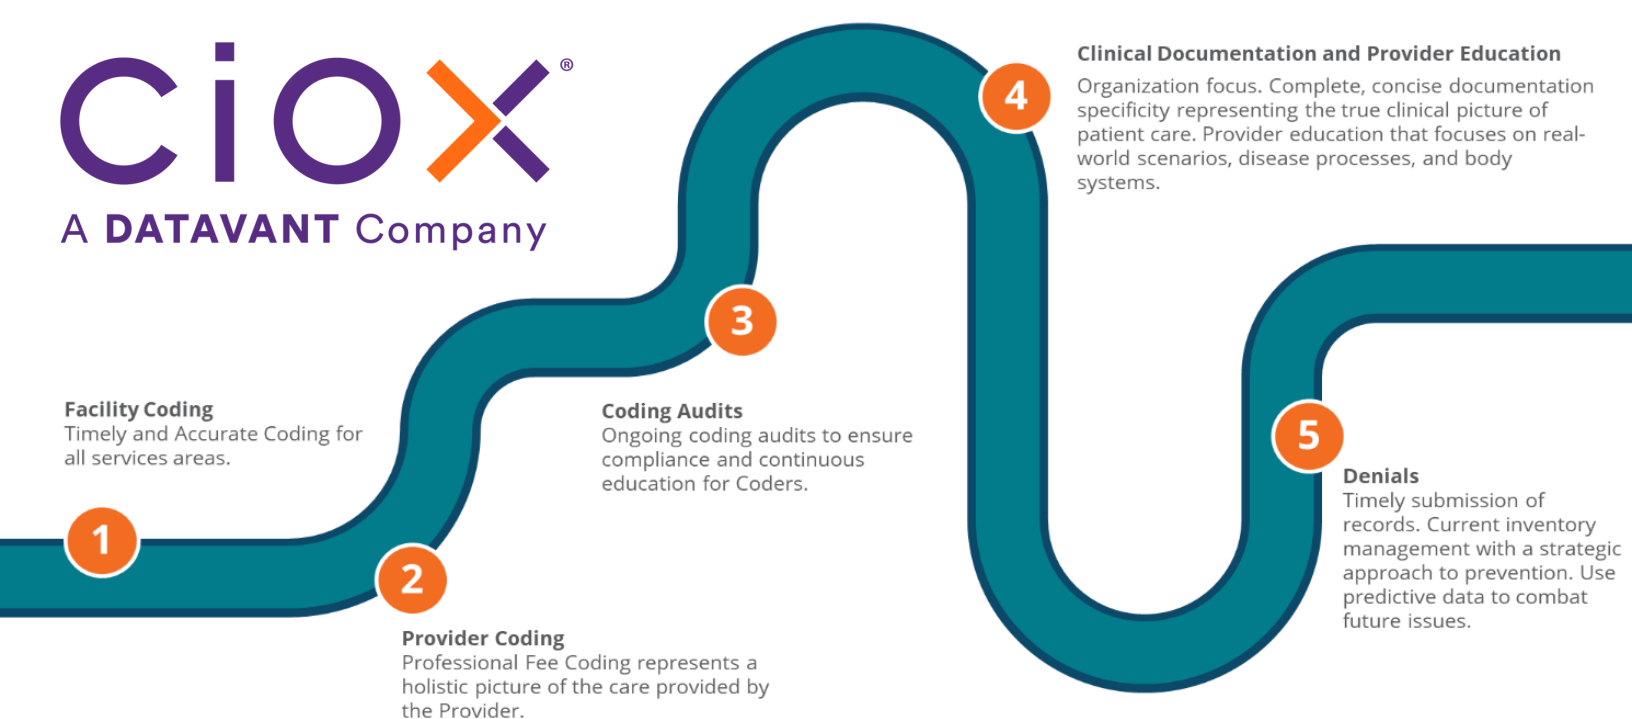 ciox®
A DATAVANT Company
1
Facility Coding
Timely and Accurate Coding for
all services areas.
2
Provider Coding
Professional Fee Coding represents a
holistic picture of the care provided by
the Provider.
3
Coding Audits
Ongoing coding audits to ensure
compliance and continuous
education for Coders.
4
Clinical Documentation and Provider Education
Organization focus. Complete, concise documentation
specificity representing the true clinical picture of
patient care. Provider education that focuses on real-
world scenarios, disease processes, and body
systems.
5
Denials
Timely submission of
records. Current inventory
management with a strategic
approach to prevention. Use
predictive data to combat
future issues.